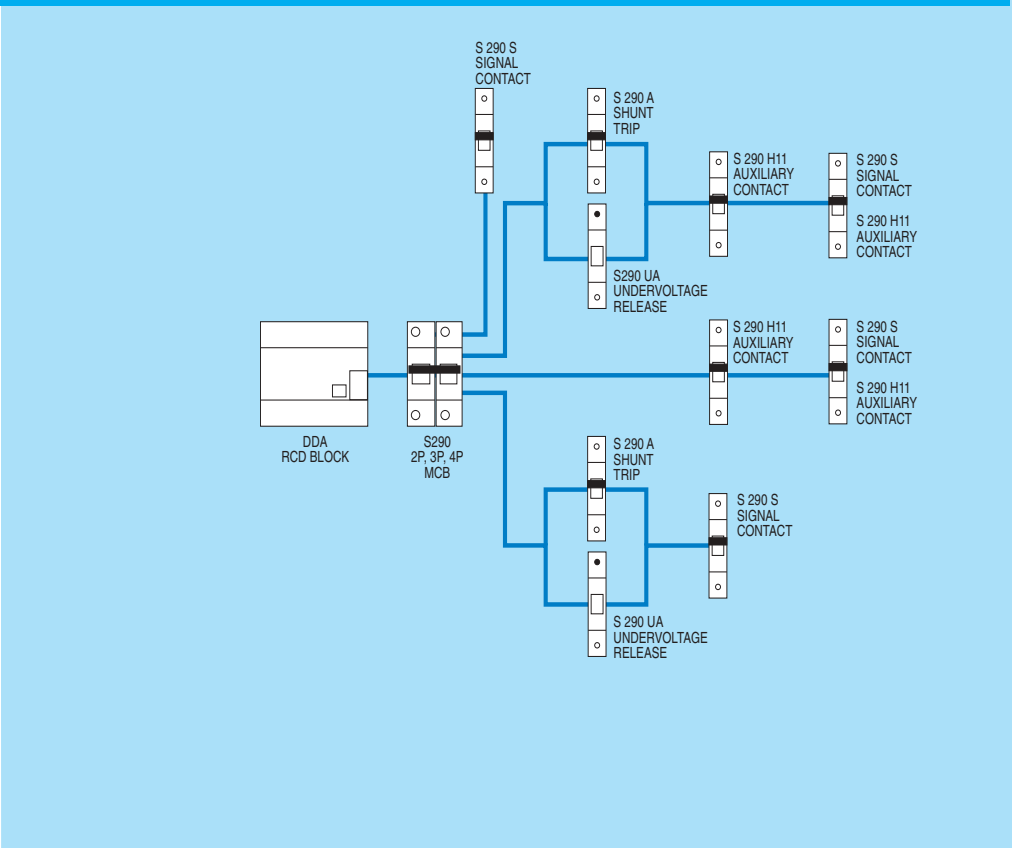 S 290 S
SIGNAL
CONTACT
S 290 A
SHUNT
TRIP
S 290 H11
AUXILIARY
CONTACT
S 290 S
SIGNAL
CONTACT
S 290 H11
AUXILIARY
CONTACT
S290 UA
UNDERVOLTAGE
RELEASE
S 290 H11
AUXILIARY
CONTACT
S 290 S
SIGNAL
CONTACT
S 290 H11
AUXILIARY
CONTACT
DDA
RCD BLOCK
S290
2P, 3P, 4P
MCB
S 290 A
SHUNT
TRIP
S 290 S
SIGNAL
CONTACT
S 290 UA
UNDERVOLTAGE
RELEASE